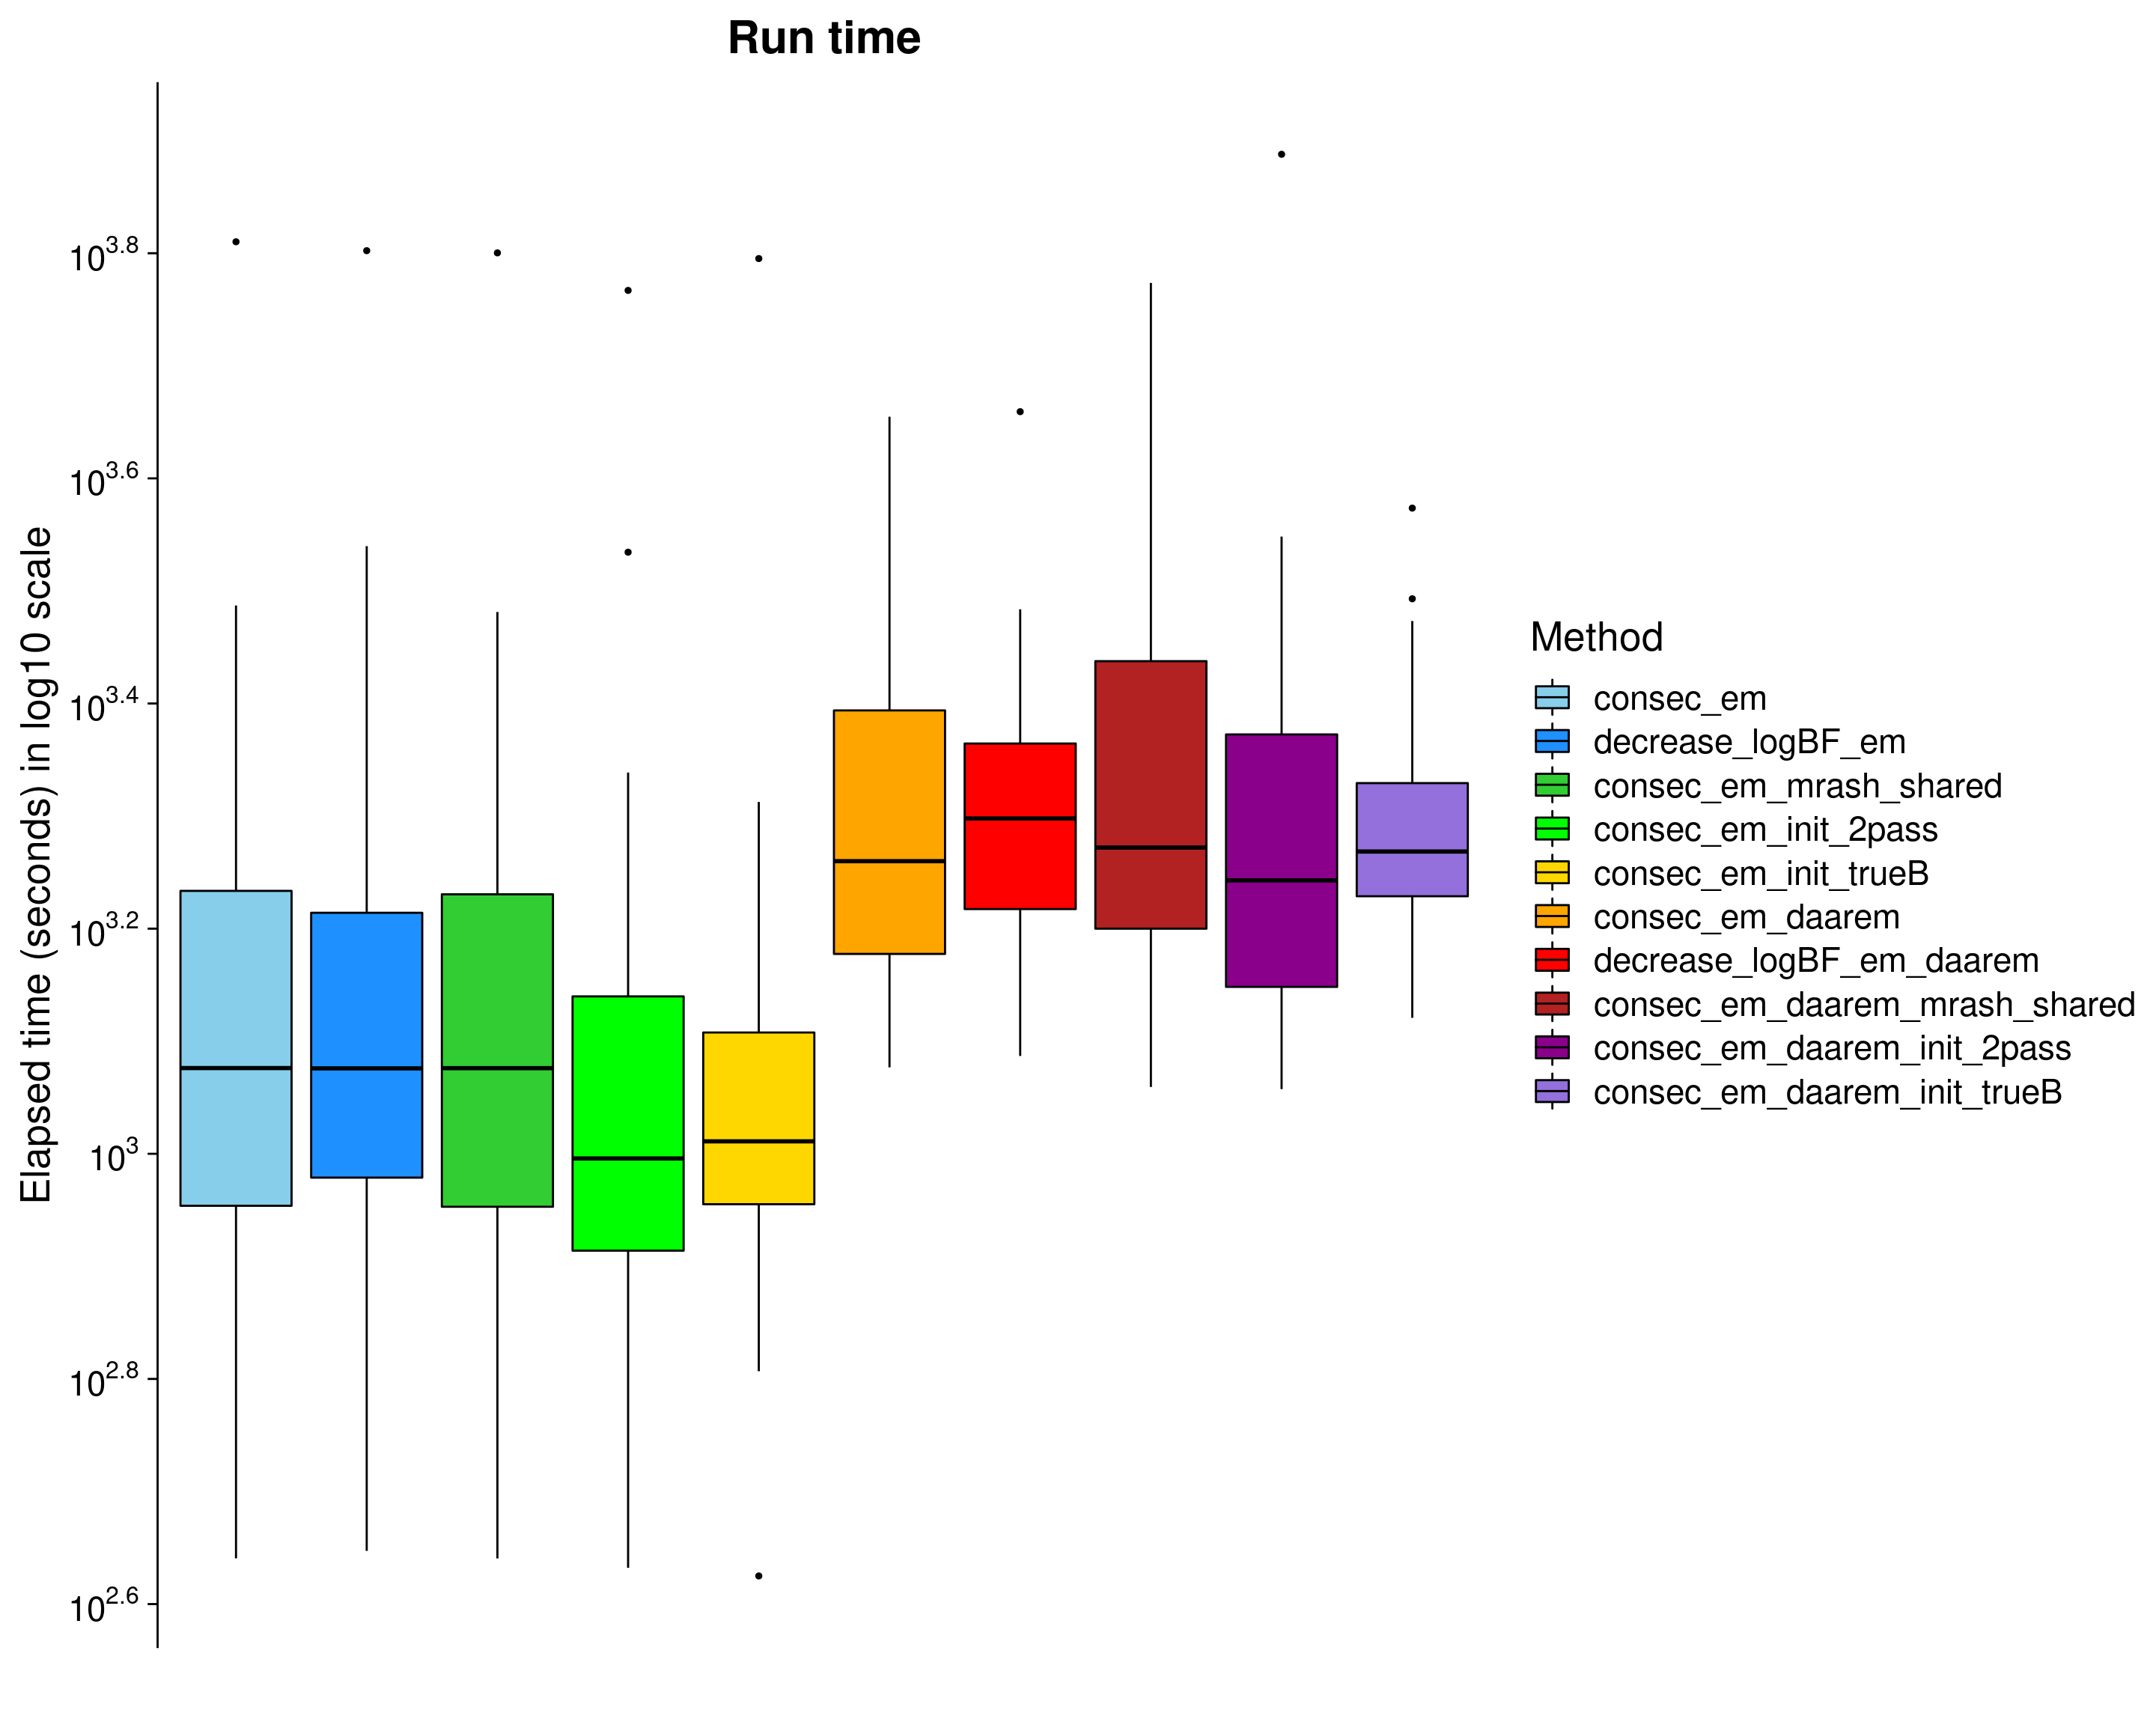 Run time
Elapsed time (seconds) in log10 scale
10^3.8
10^3.6
10^3.4
10^3.2
10^3
10^2.8
10^2.6
Method
consec_em
decrease_logBF_em
consec_em_mrash_shared
consec_em_init_2pass
consec_em_init_trueB
consec_em_daarem
decrease_logBF_em_daarem
consec_em_daarem_mrash_shared
consec_em_daarem_init_2pass
consec_em_daarem_init_trueB